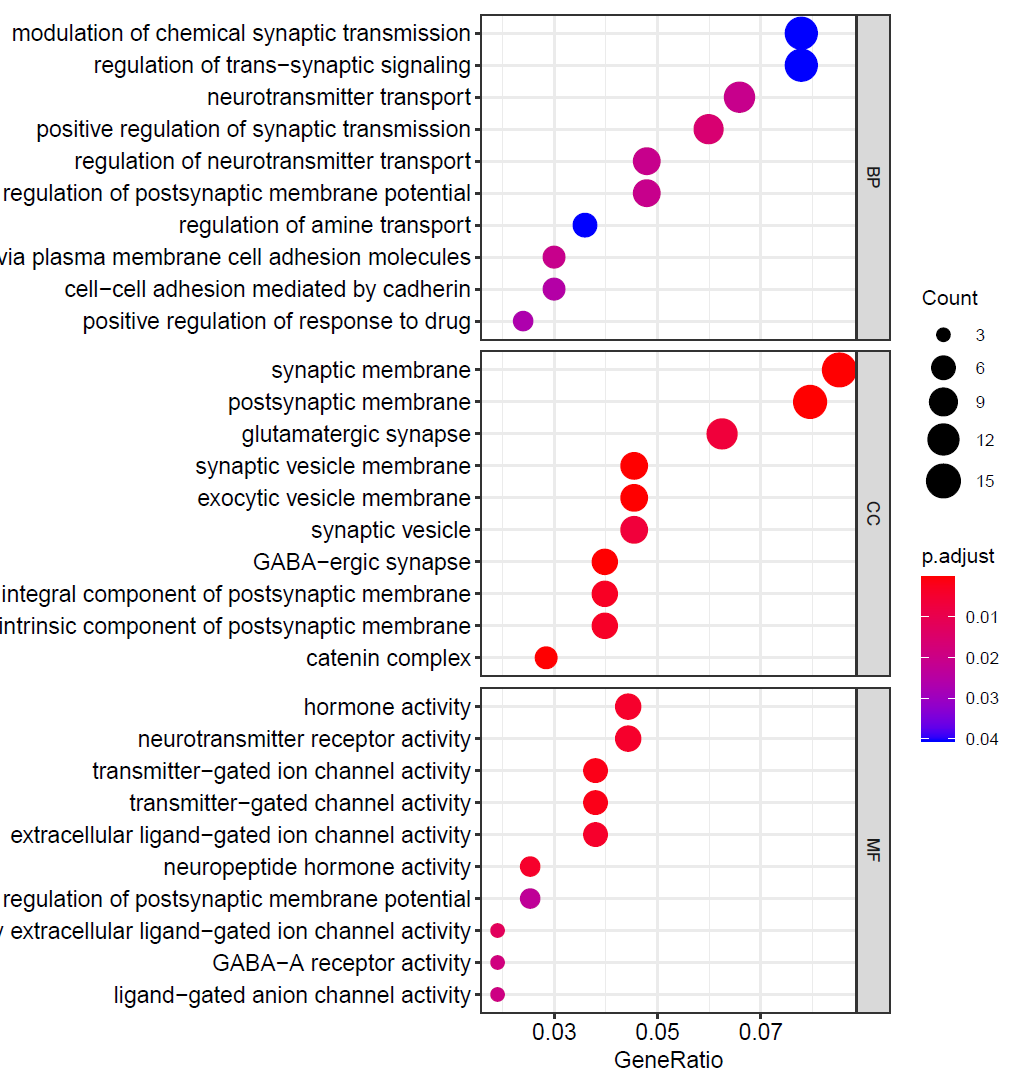 modulation of chemical synaptic transmission
regulation of trans−synaptic signaling
neurotransmitter transport
positive regulation of synaptic transmission
regulation of neurotransmitter transport
regulation of postsynaptic membrane potential
regulation of amine transport
via plasma membrane cell adhesion molecules
cell−cell adhesion mediated by cadherin
positive regulation of response to drug
BP
synaptic membrane
postsynaptic membrane
glutamatergic synapse
synaptic vesicle membrane
exocytic vesicle membrane
synaptic vesicle
GABA−ergic synapse
integral component of postsynaptic membrane
intrinsic component of postsynaptic membrane
catenin complex
CC
hormone activity
neurotransmitter receptor activity
transmitter−gated ion channel activity
transmitter−gated channel activity
extracellular ligand−gated ion channel activity
neuropeptide hormone activity
regulation of postsynaptic membrane potential
extracellular ligand−gated ion channel activity
GABA−A receptor activity
ligand−gated anion channel activity
MF
0.03 0.05 0.07
GeneRatio
Count
3
6
9
12
15
p.adjust
0.01
0.02
0.03
0.04